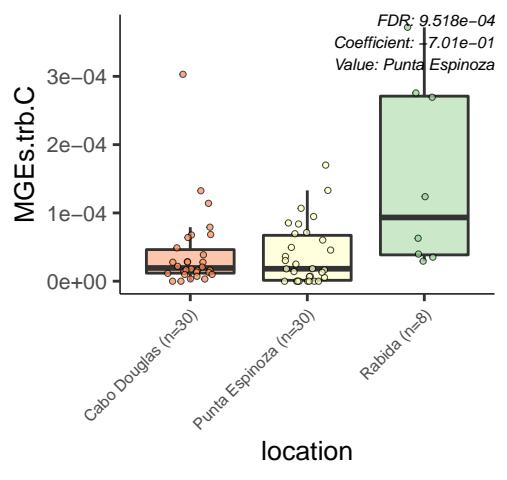 FDR: 9.518e−04
Coefficient: −7.01e−01
Value: Punta Espinoza
MGEs.trb.C
3e−04
2e−04
1e−04
0e+00
Cabo Douglas (n=30)
Punta Espinoza (n=30)
Rabida (n=8)
location